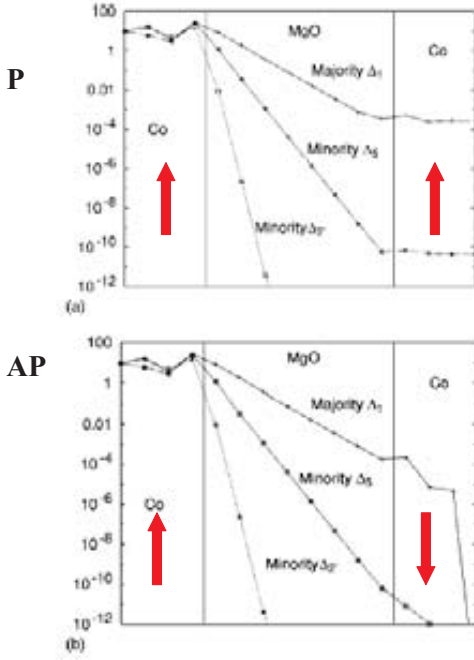 P
100
1
0.01
10⁻⁴
10⁻⁶
10⁻⁸
10⁻¹⁰
10⁻¹²
MgO
Co
Majority Δ₁
Co
Minority Δ₅
Minority Δ₂'
(a)
AP
100
1
0.01
10⁻⁴
10⁻⁶
10⁻⁸
10⁻¹⁰
10⁻¹²
MgO
Co
Majority Δ₁
Minority Δ₅
Co
Minority Δ₂'
(b)